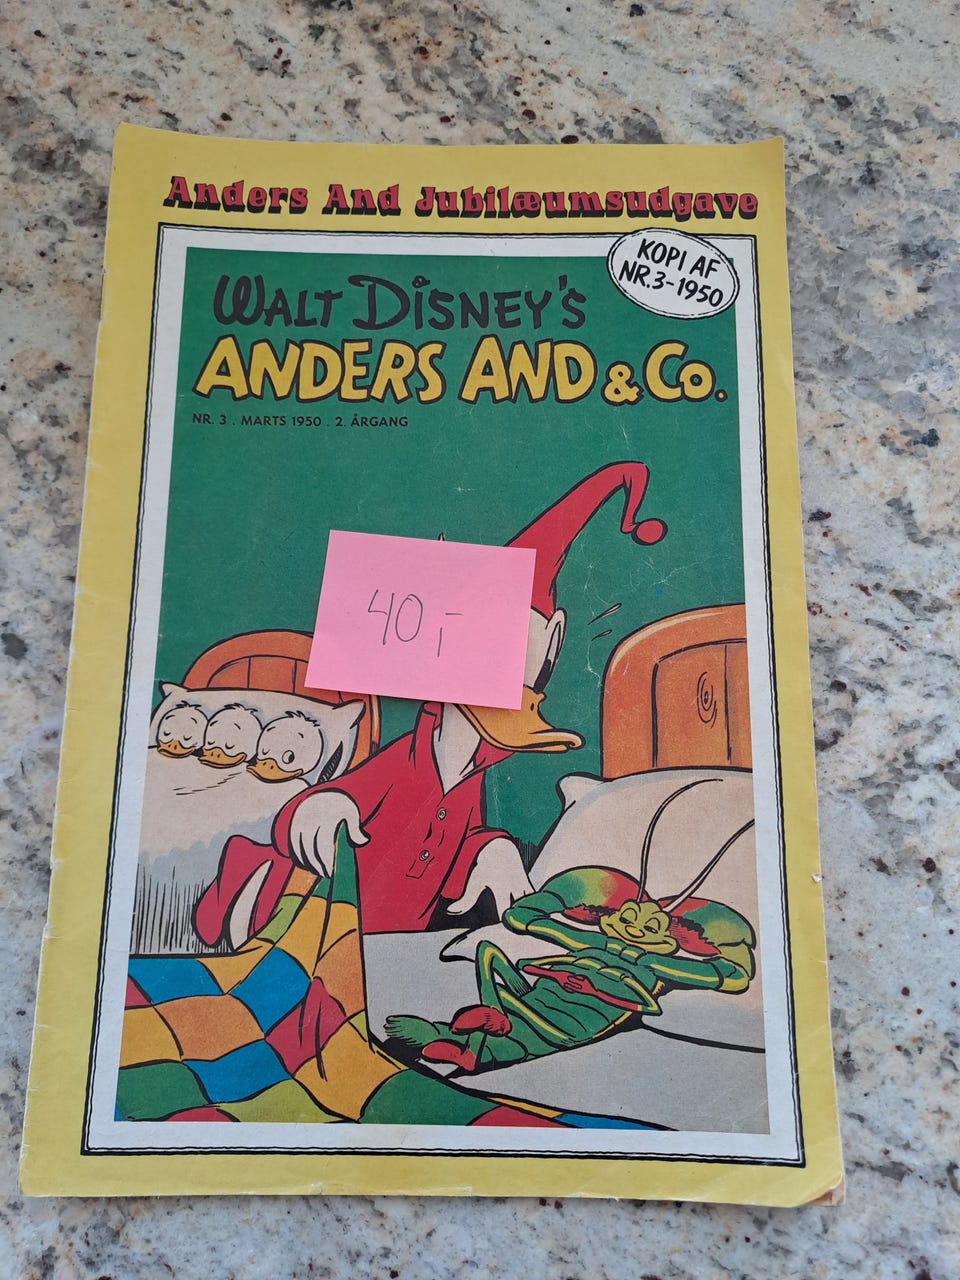 Anders And Jubilæumsudgave
KOPI AF
NR.3-1950
WALT DISNEY'S
ANDERS AND & Co.
NR. 3 . MARTS 1950 . 2. ÅRGANG
40,-